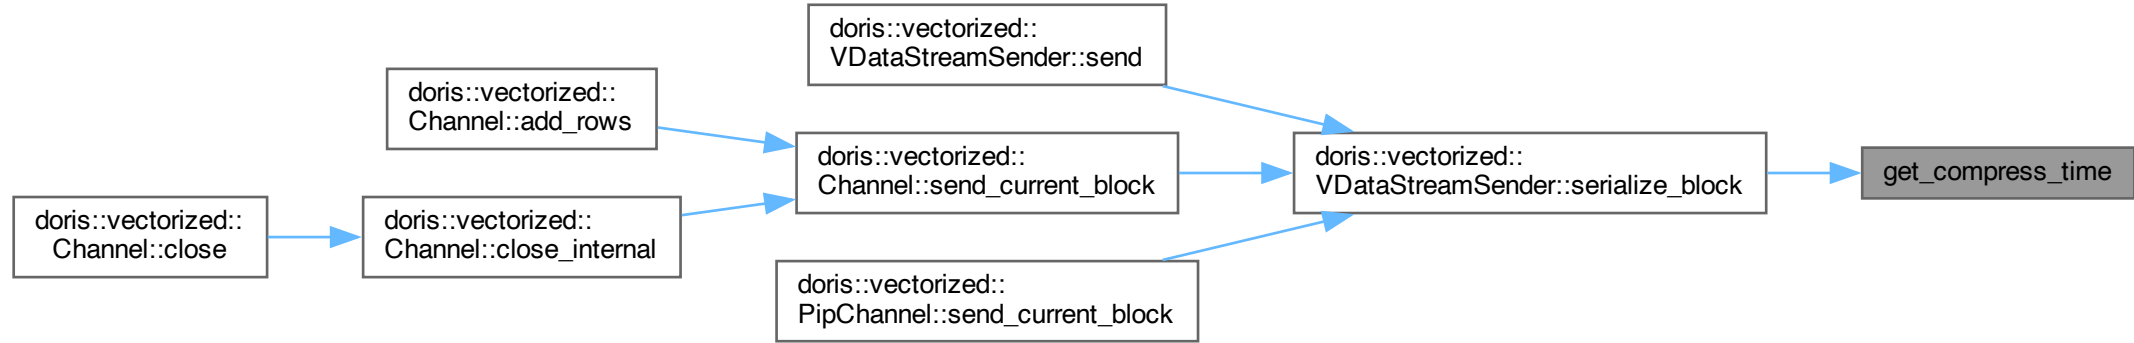 doris::vectorized::
VDataStreamSender::send
doris::vectorized::
Channel::add_rows
doris::vectorized::
Channel::send_current_block
doris::vectorized::
VDataStreamSender::serialize_block
get_compress_time
doris::vectorized::
Channel::close
doris::vectorized::
Channel::close_internal
doris::vectorized::
PipChannel::send_current_block